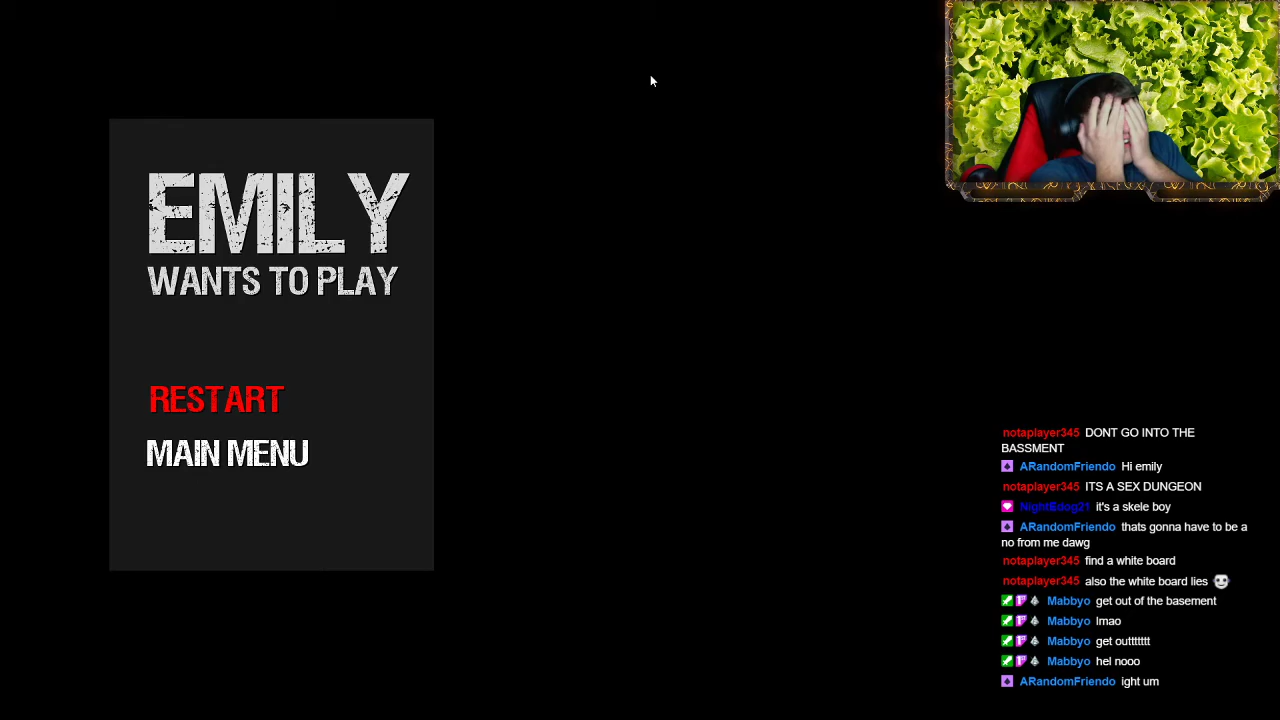 EMILY
WANTS TO PLAY
RESTART
MAIN MENU
notaplayer345 DONT GO INTO THE
BASSMENT
ARandomFriendo Hi emily
notaplayer345 ITS A SEX DUNGEON
NightEdog21 it's a skele boy
ARandomFriendo thats gonna have to be a
no from me dawg
notaplayer345 find a white board
notaplayer345 also the white board lies
Mabbyo get out of the basement
Mabbyo lmao
Mabbyo get outttttt
Mabbyo hel nooo
ARandomFriendo ight um